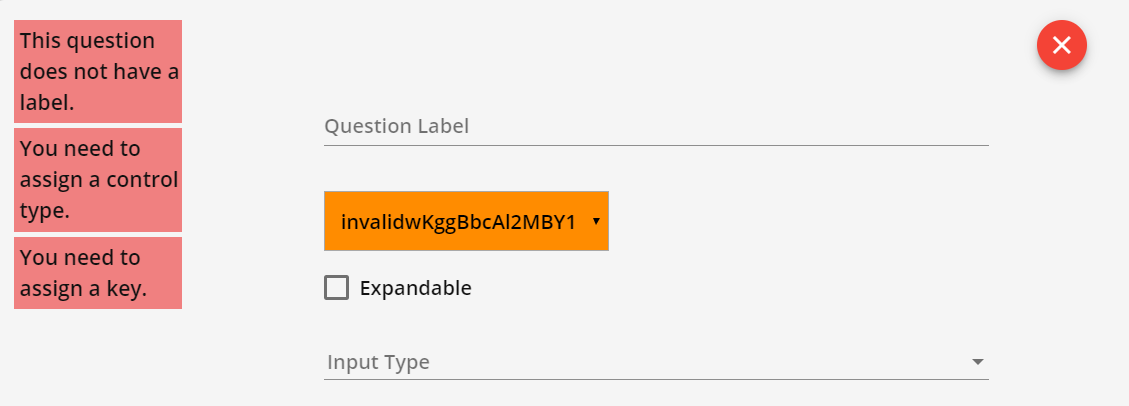 This question
does not have a
label.
You need to
assign a control
type.
You need to
assign a key.
Question Label
invalidwKggBbcAl2MBY1
Expandable
Input Type